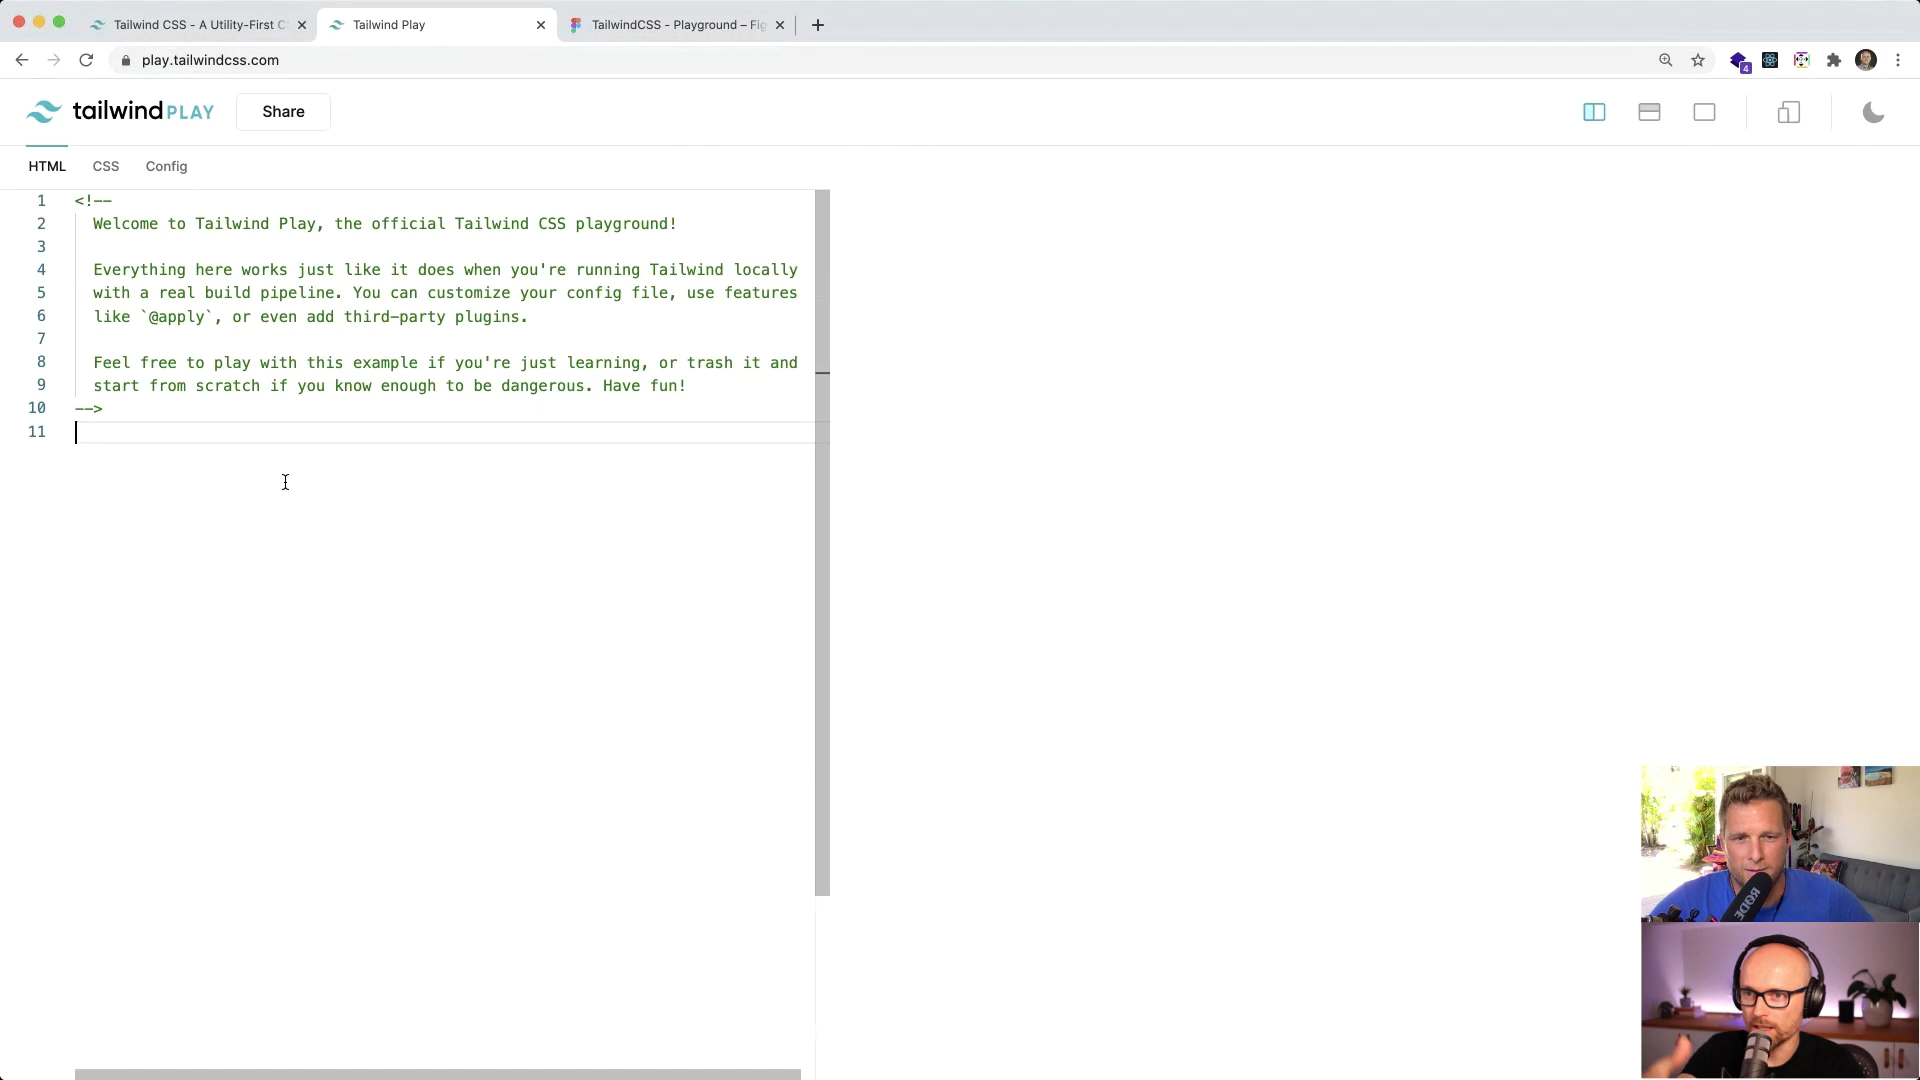 Tailwind CSS - A Utility-First C
Tailwind Play
TailwindCSS - Playground – Fig
play.tailwindcss.com
4
tailwind PLAY
Share
HTML
CSS
Config
1 <!--
2 Welcome to Tailwind Play, the official Tailwind CSS playground!
3
4 Everything here works just like it does when you're running Tailwind locally
5 with a real build pipeline. You can customize your config file, use features
6 like `@apply`, or even add third-party plugins.
7
8 Feel free to play with this example if you're just learning, or trash it and
9 start from scratch if you know enough to be dangerous. Have fun!
10 -->
11
RØDE